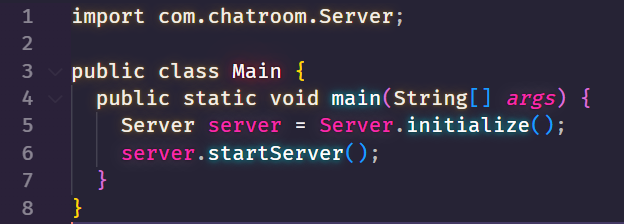 1 import com.chatroom.Server;
2
3 public class Main {
4   public static void main(String[] args) {
5     Server server = Server.initialize();
6     server.startServer();
7   }
8 }